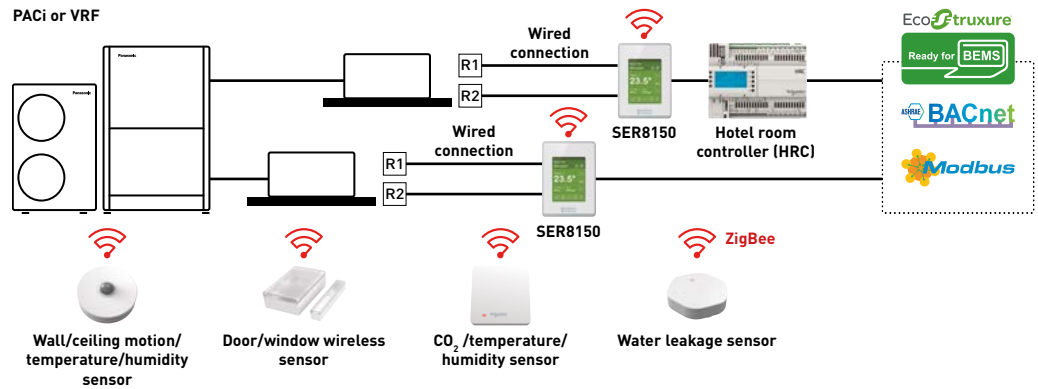 PACi or VRF
Panasonic
Panasonic
Wired
connection
R1
R2
23.5°
SER8150
HRC
Schneider
Hotel room
controller (HRC)
EcoStruxure
Ready for BEMS
ASHRAE BACnet
Modbus
Wired
connection
R1
R2
23.5°
SER8150
ZigBee
Wall/ceiling motion/
temperature/humidity
sensor
Door/window wireless
sensor
CO₂ /temperature/
humidity sensor
Water leakage sensor